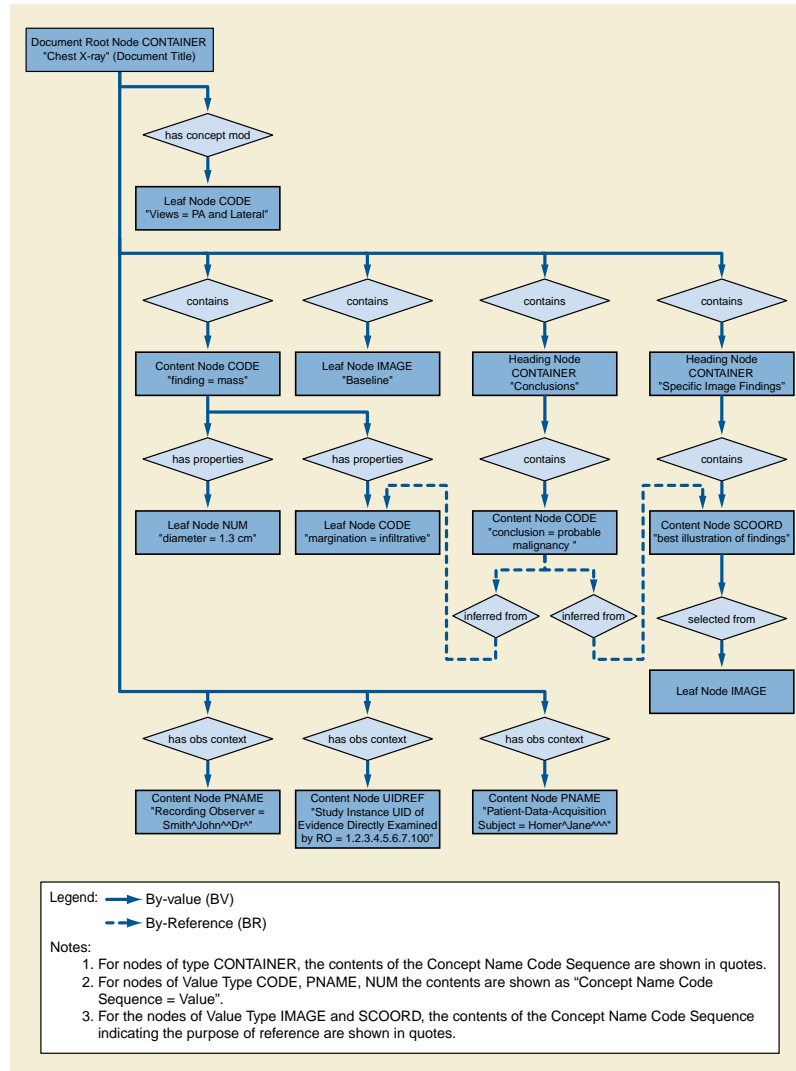 Document Root Node CONTAINER
"Chest X-ray" (Document Title)
has concept mod
Leaf Node CODE
"Views = PA and Lateral"
contains
contains
contains
contains
Content Node CODE
"finding = mass"
Leaf Node IMAGE
"Baseline"
Heading Node
CONTAINER
"Conclusions"
Heading Node
CONTAINER
"Specific Image Findings"
has properties
has properties
contains
contains
Leaf Node NUM
"diameter = 1.3 cm"
Leaf Node CODE
"margination = infiltrative"
Content Node CODE
"conclusion = probable
malignancy "
Content Node SCOORD
"best illustration of findings"
inferred from
inferred from
selected from
Leaf Node IMAGE
has obs context
has obs context
has obs context
Content Node PNAME
"Recording Observer =
Smith^John^^Dr^"
Content Node UIDREF
"Study Instance UID of
Evidence Directly Examined
by RO = 1.2.3.4.5.6.7.100"
Content Node PNAME
"Patient-Data-Acquisition
Subject = Homer^Jane^^^"
Legend: By-value (BV)
By-Reference (BR)
Notes:
1. For nodes of type CONTAINER, the contents of the Concept Name Code Sequence are shown in quotes.
2. For nodes of Value Type CODE, PNAME, NUM the contents are shown as “Concept Name Code
Sequence = Value”.
3. For the nodes of Value Type IMAGE and SCOORD, the contents of the Concept Name Code Sequence
indicating the purpose of reference are shown in quotes.